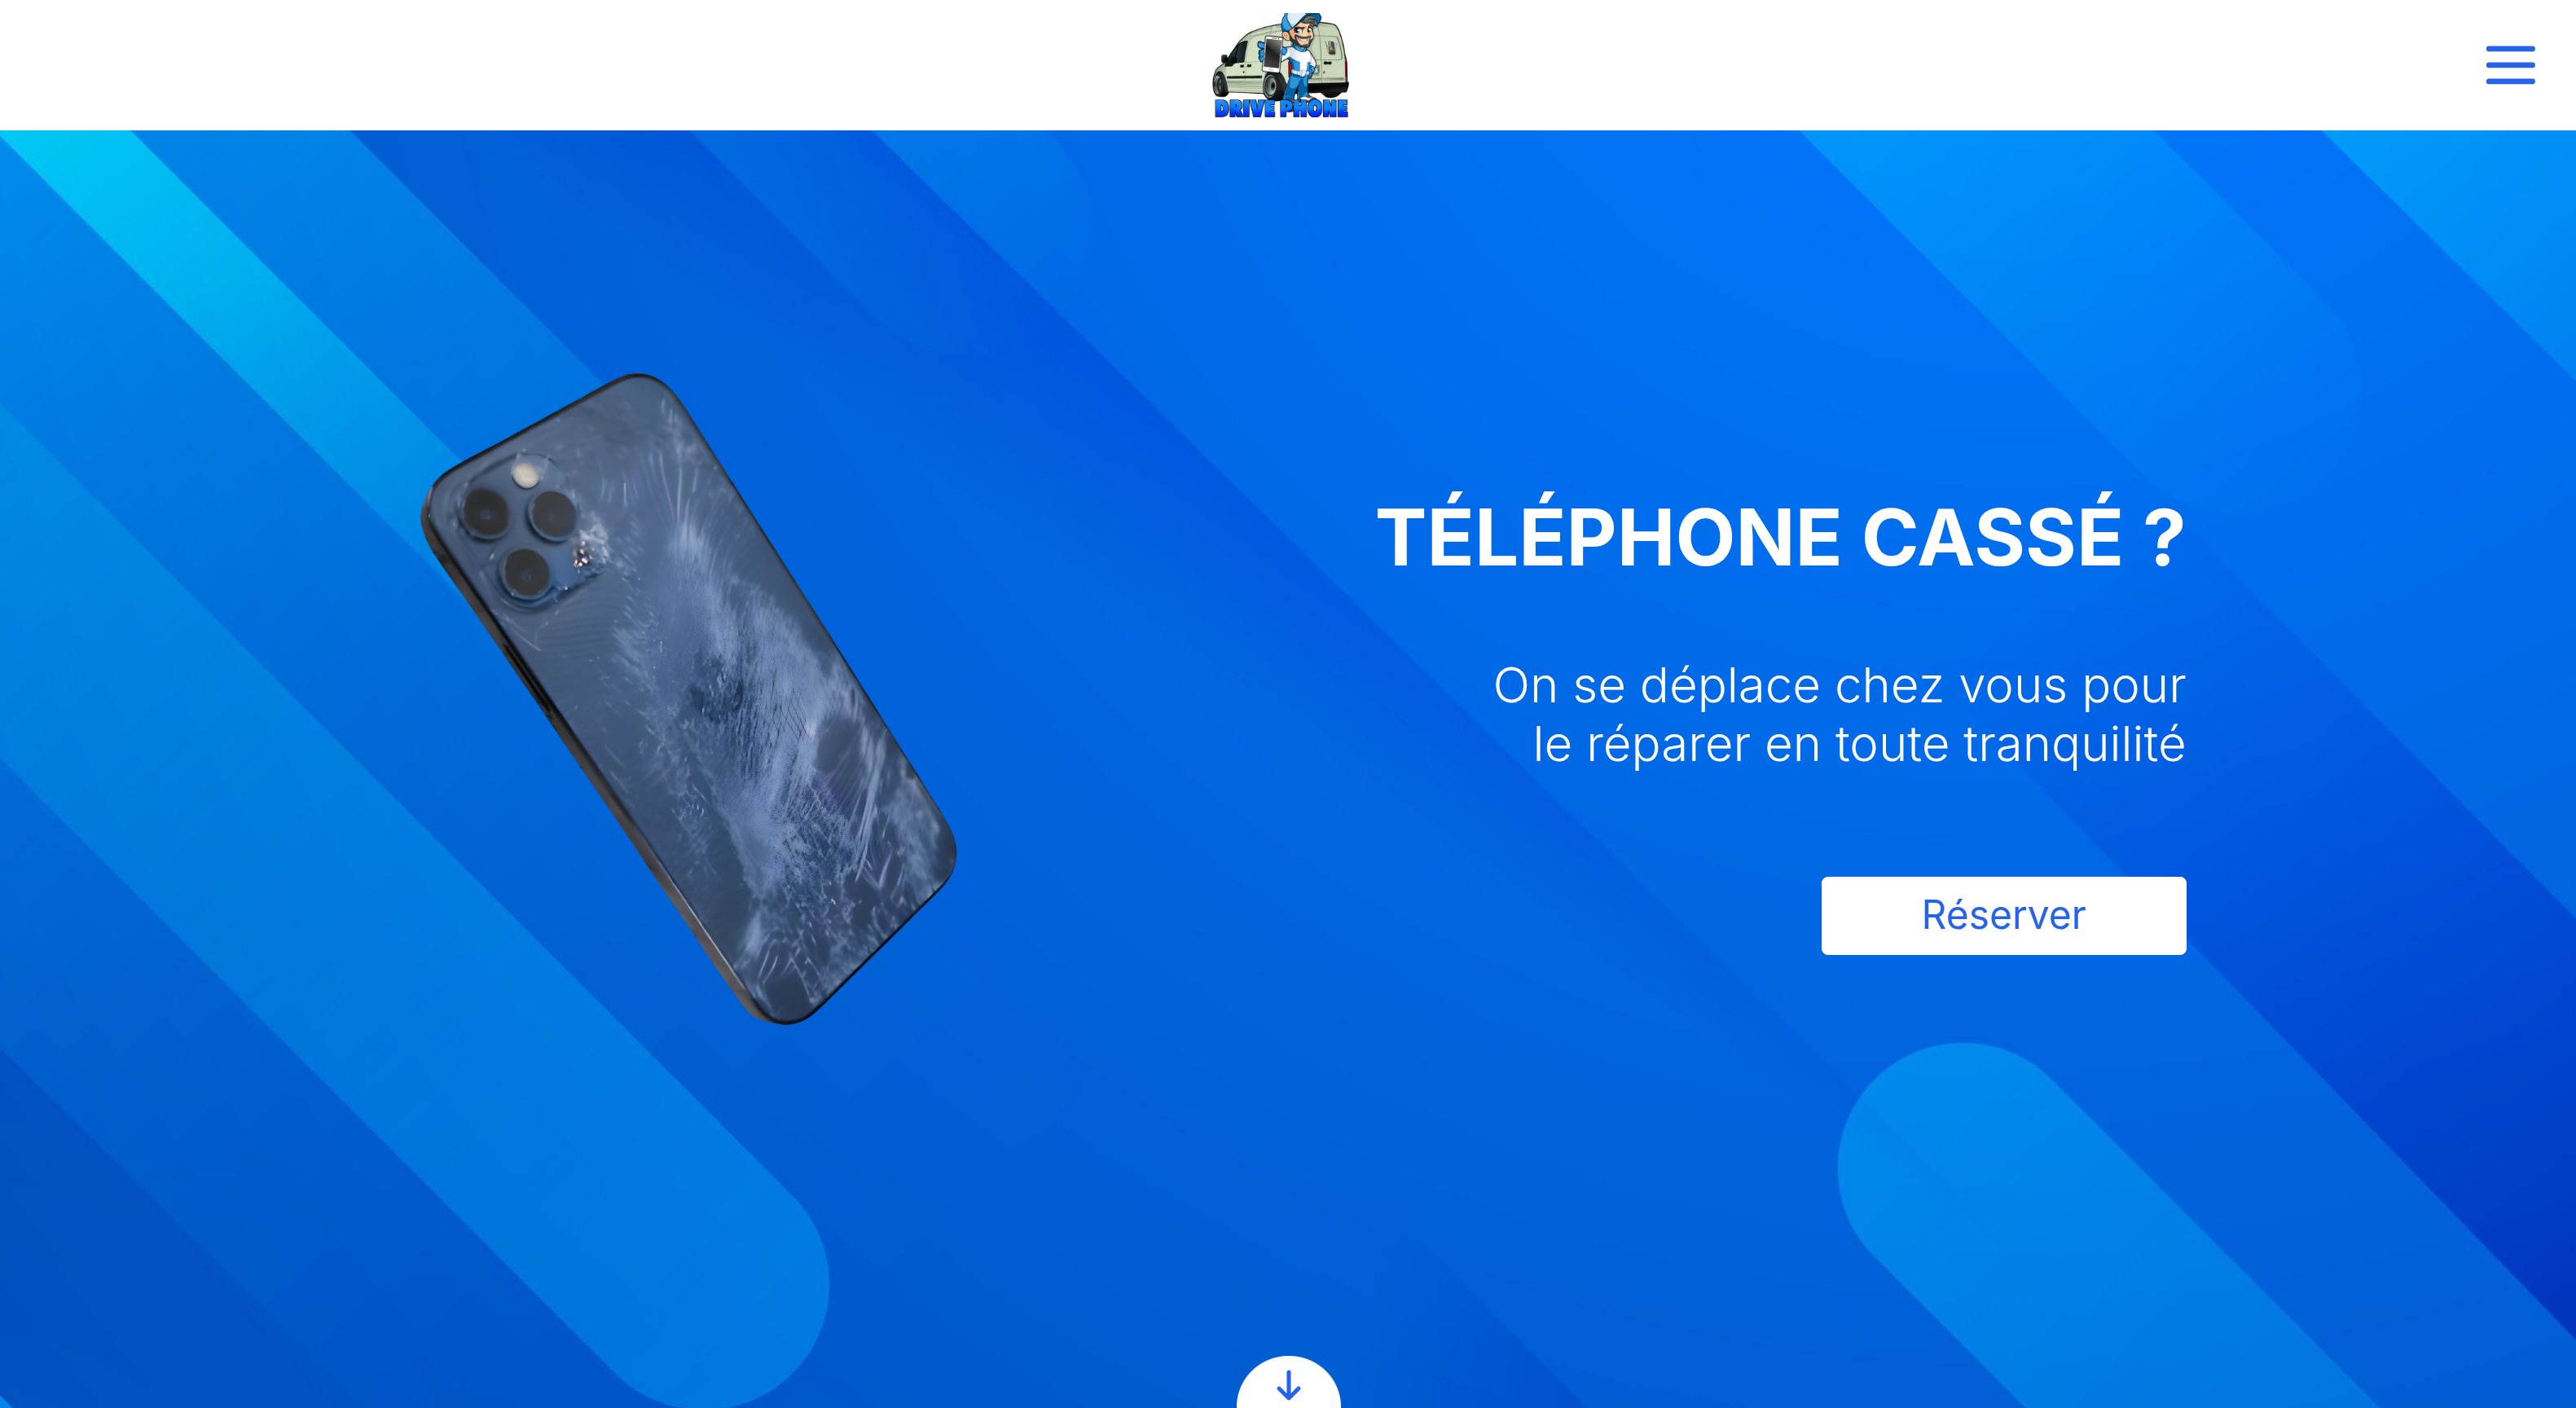 DRIVE PHONE
TÉLÉPHONE CASSÉ ?
On se déplace chez vous pour
le réparer en toute tranquilité
Réserver